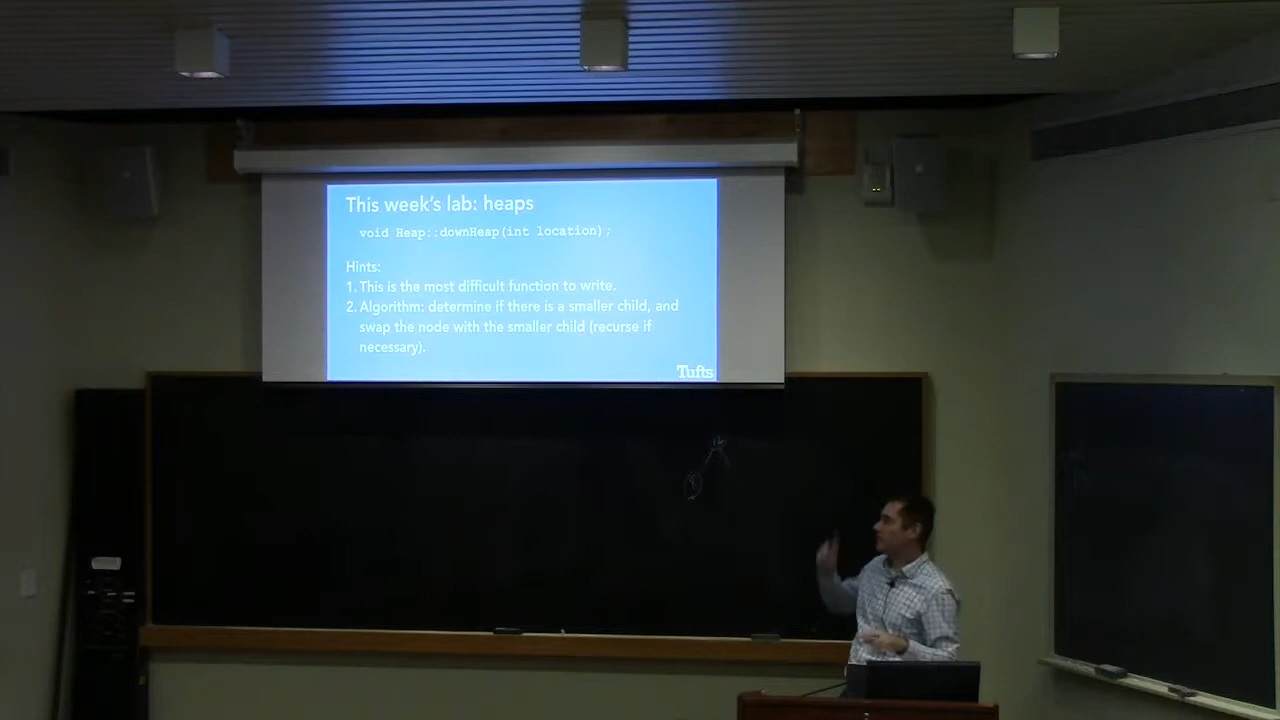 This week's lab: heaps
void Heap::downHeap(int location);
Hints:
1. This is the most difficult function to write.
2. Algorithm: determine if there is a smaller child, and
swap the node with the smaller child (recurse if
necessary).
Tufts